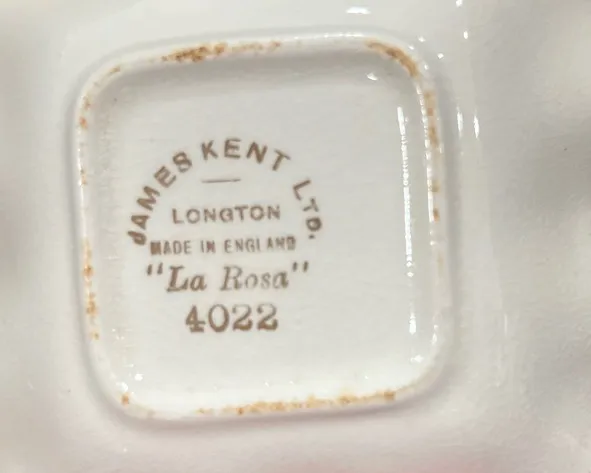 JAMES KENT LTD.
LONGTON
MADE IN ENGLAND
"La Rosa"
4022